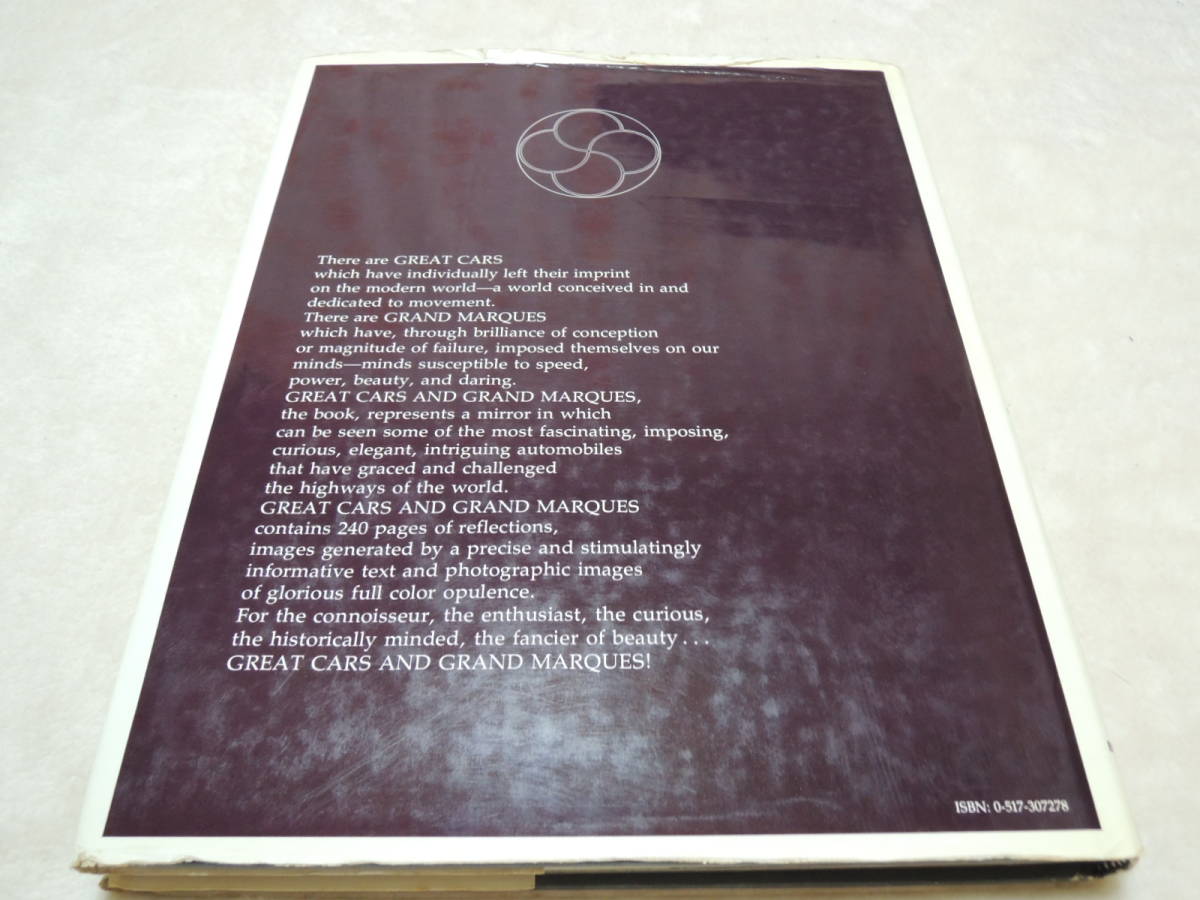 There are GREAT CARS
which have individually left their imprint
on the modern world—a world conceived in and
dedicated to movement.
There are GRAND MARQUES
which have, through brilliance of conception
or magnitude of failure, imposed themselves on our
minds—minds susceptible to speed,
power, beauty, and daring.
GREAT CARS AND GRAND MARQUES,
the book, represents a mirror in which
can be seen some of the most fascinating, imposing,
curious, elegant, intriguing automobiles
that have graced and challenged
the highways of the world.
GREAT CARS AND GRAND MARQUES
contains 240 pages of reflections,
images generated by a precise and stimulatingly
informative text and photographic images
of glorious full color opulence.
For the connoisseur, the enthusiast, the curious,
the historically minded, the fancier of beauty . . .
GREAT CARS AND GRAND MARQUES!
ISBN: 0-517-307278